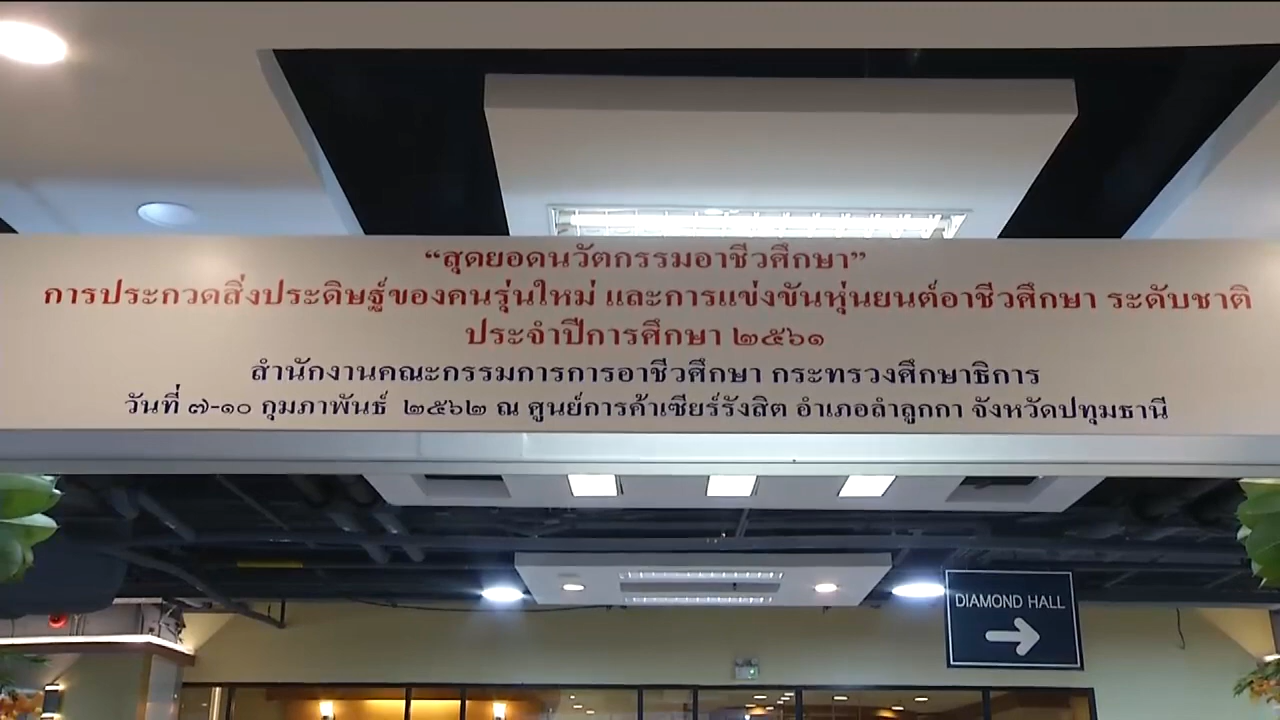 “สุดยอดนวัตกรรมอาชีวศึกษา”
การประกวดสิ่งประดิษฐ์ของคนรุ่นใหม่ และการแข่งขันหุ่นยนต์อาชีวศึกษา ระดับชาติ
ประจำปีการศึกษา ๒๕๖๑
สำนักงานคณะกรรมการการอาชีวศึกษา กระทรวงศึกษาธิการ
วันที่ ๗-๑๐ กุมภาพันธ์ ๒๕๖๒ ณ ศูนย์การค้าเซียร์รังสิต อำเภอลำลูกกา จังหวัดปทุมธานี
DIAMOND HALL